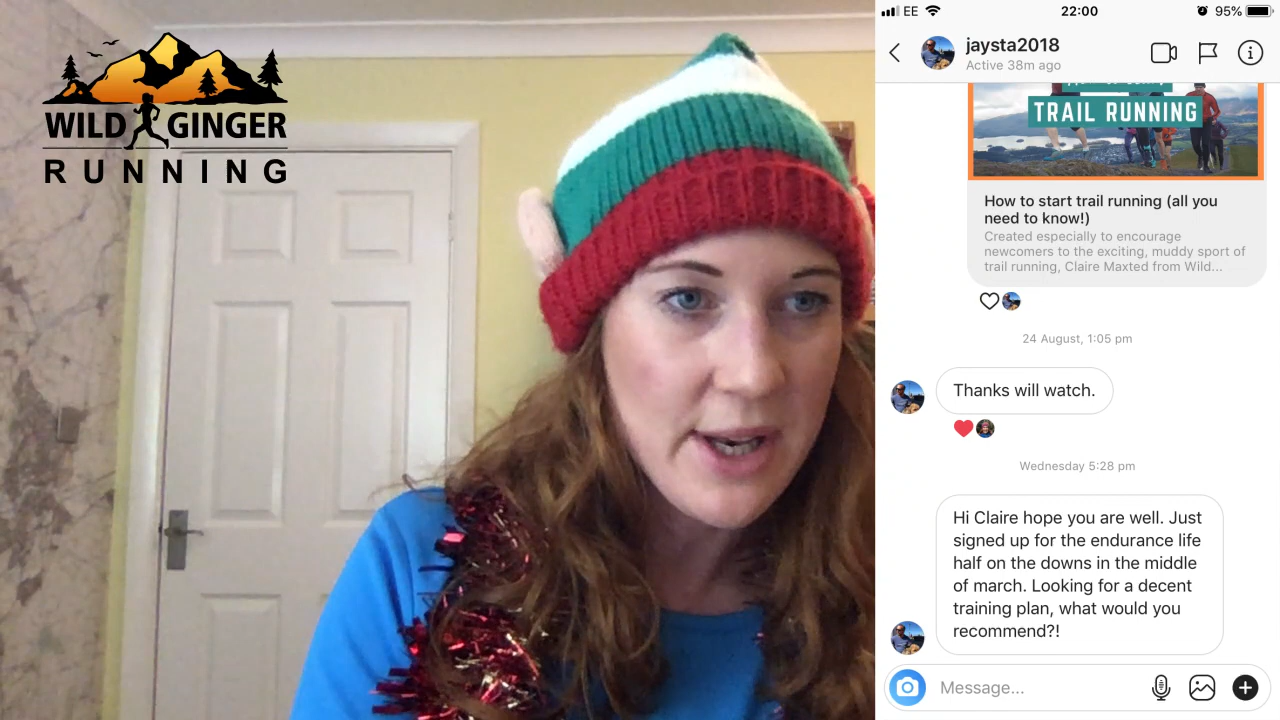 WILD GINGER
RUNNING
EE
22:00
95%
jaysta2018
Active 38m ago
TRAIL RUNNING
How to start trail running (all you
need to know!)
Created especially to encourage
newcomers to the exciting, muddy sport of
trail running, Claire Maxted from Wild...
24 August, 1:05 pm
Thanks will watch.
Wednesday 5:28 pm
Hi Claire hope you are well. Just
signed up for the endurance life
half on the downs in the middle
of march. Looking for a decent
training plan, what would you
recommend?!
Message...